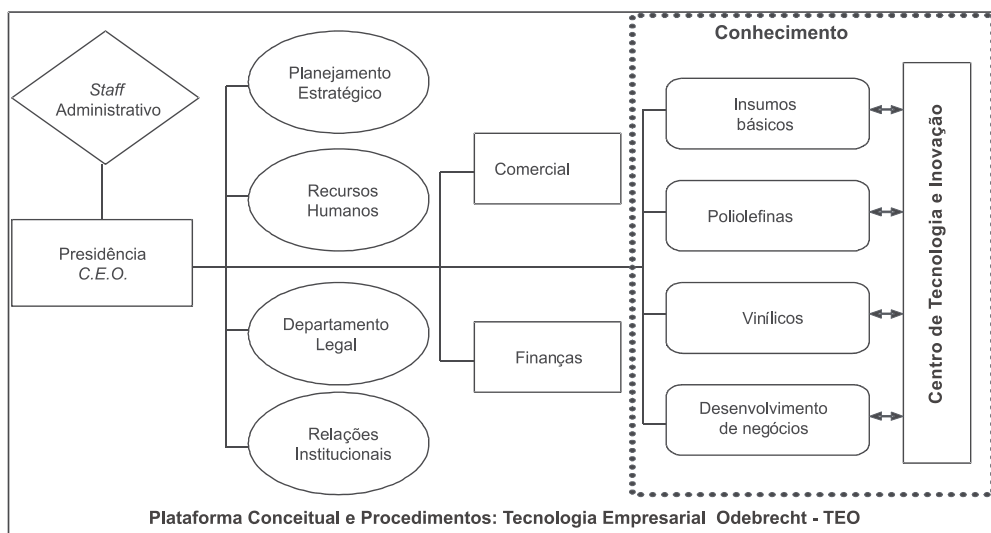 Staff
Administrativo
Presidência
C.E.O.
Planejamento
Estratégico
Recursos
Humanos
Departamento
Legal
Relações
Institucionais
Comercial
Finanças
Conhecimento
Insumos
básicos
Poliolefinas
Vinílicos
Desenvolvimento
de negócios
Centro de Tecnologia e Inovação
Plataforma Conceitual e Procedimentos: Tecnologia Empresarial Odebrecht - TEO